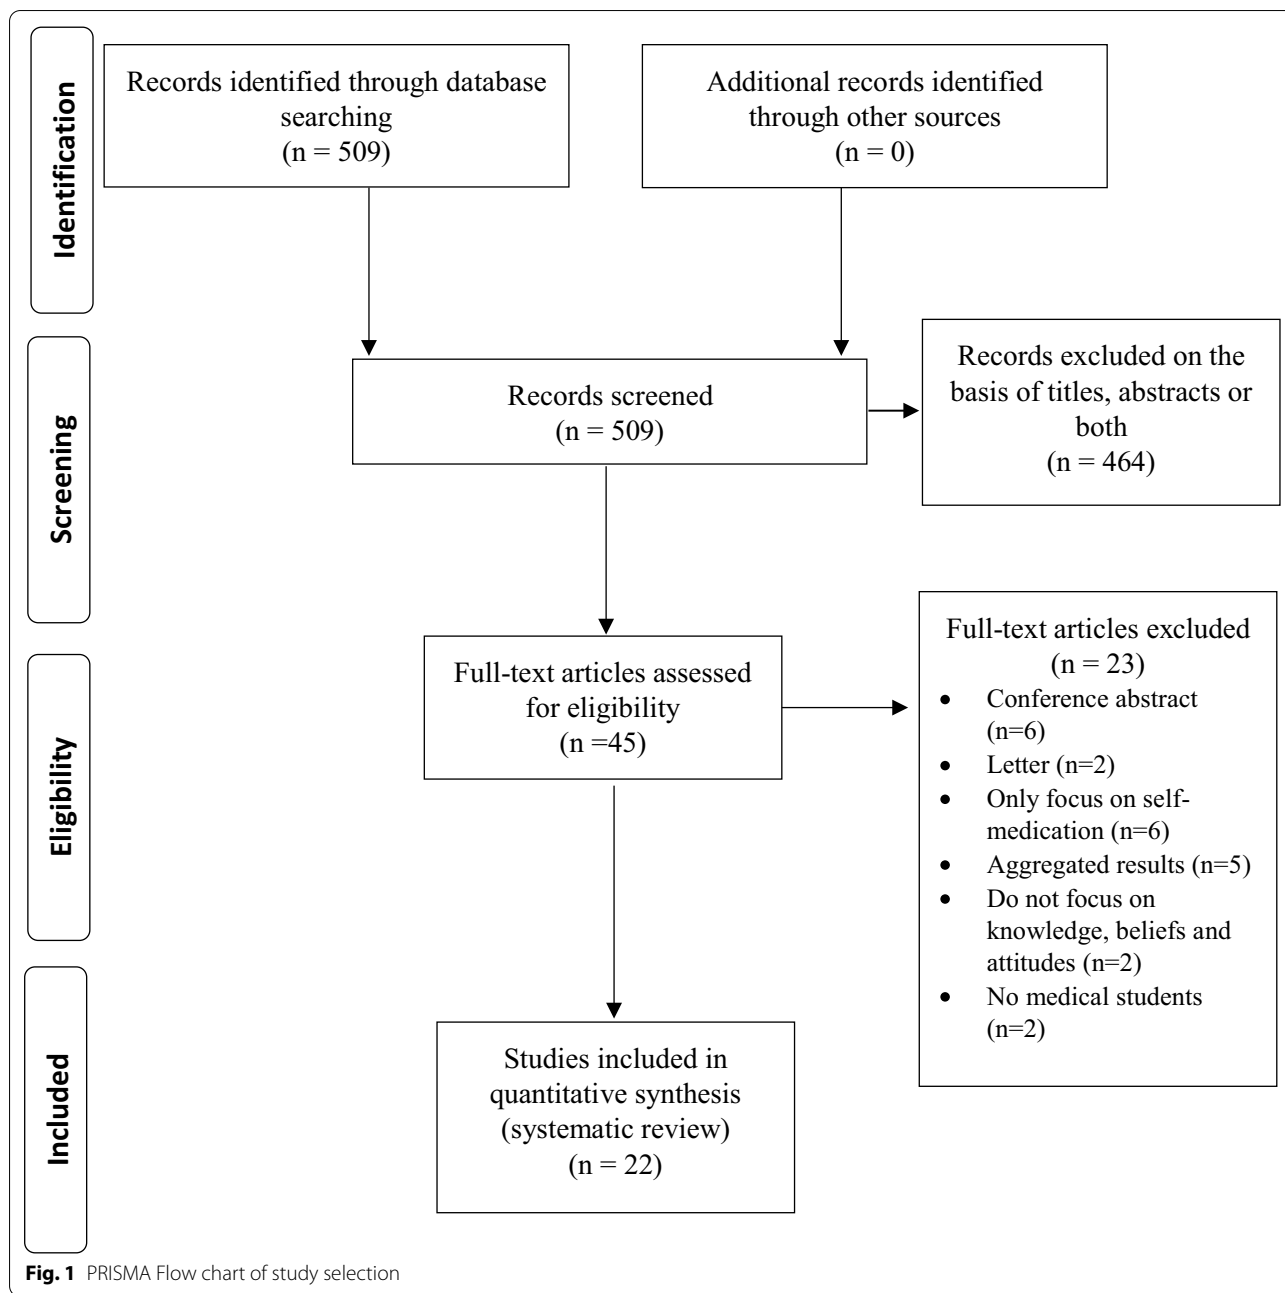 Identification
Records identified through database
searching
(n = 509)
Additional records identified
through other sources
(n = 0)
Screening
Records screened
(n = 509)
Records excluded on the
basis of titles, abstracts or
both
(n = 464)
Eligibility
Full-text articles assessed
for eligibility
(n =45)
Full-text articles excluded
(n = 23)
• Conference abstract
(n=6)
• Letter (n=2)
• Only focus on self-
medication (n=6)
• Aggregated results (n=5)
• Do not focus on
knowledge, beliefs and
attitudes (n=2)
• No medical students
(n=2)
Included
Studies included in
quantitative synthesis
(systematic review)
(n = 22)
Fig. 1 PRISMA Flow chart of study selection